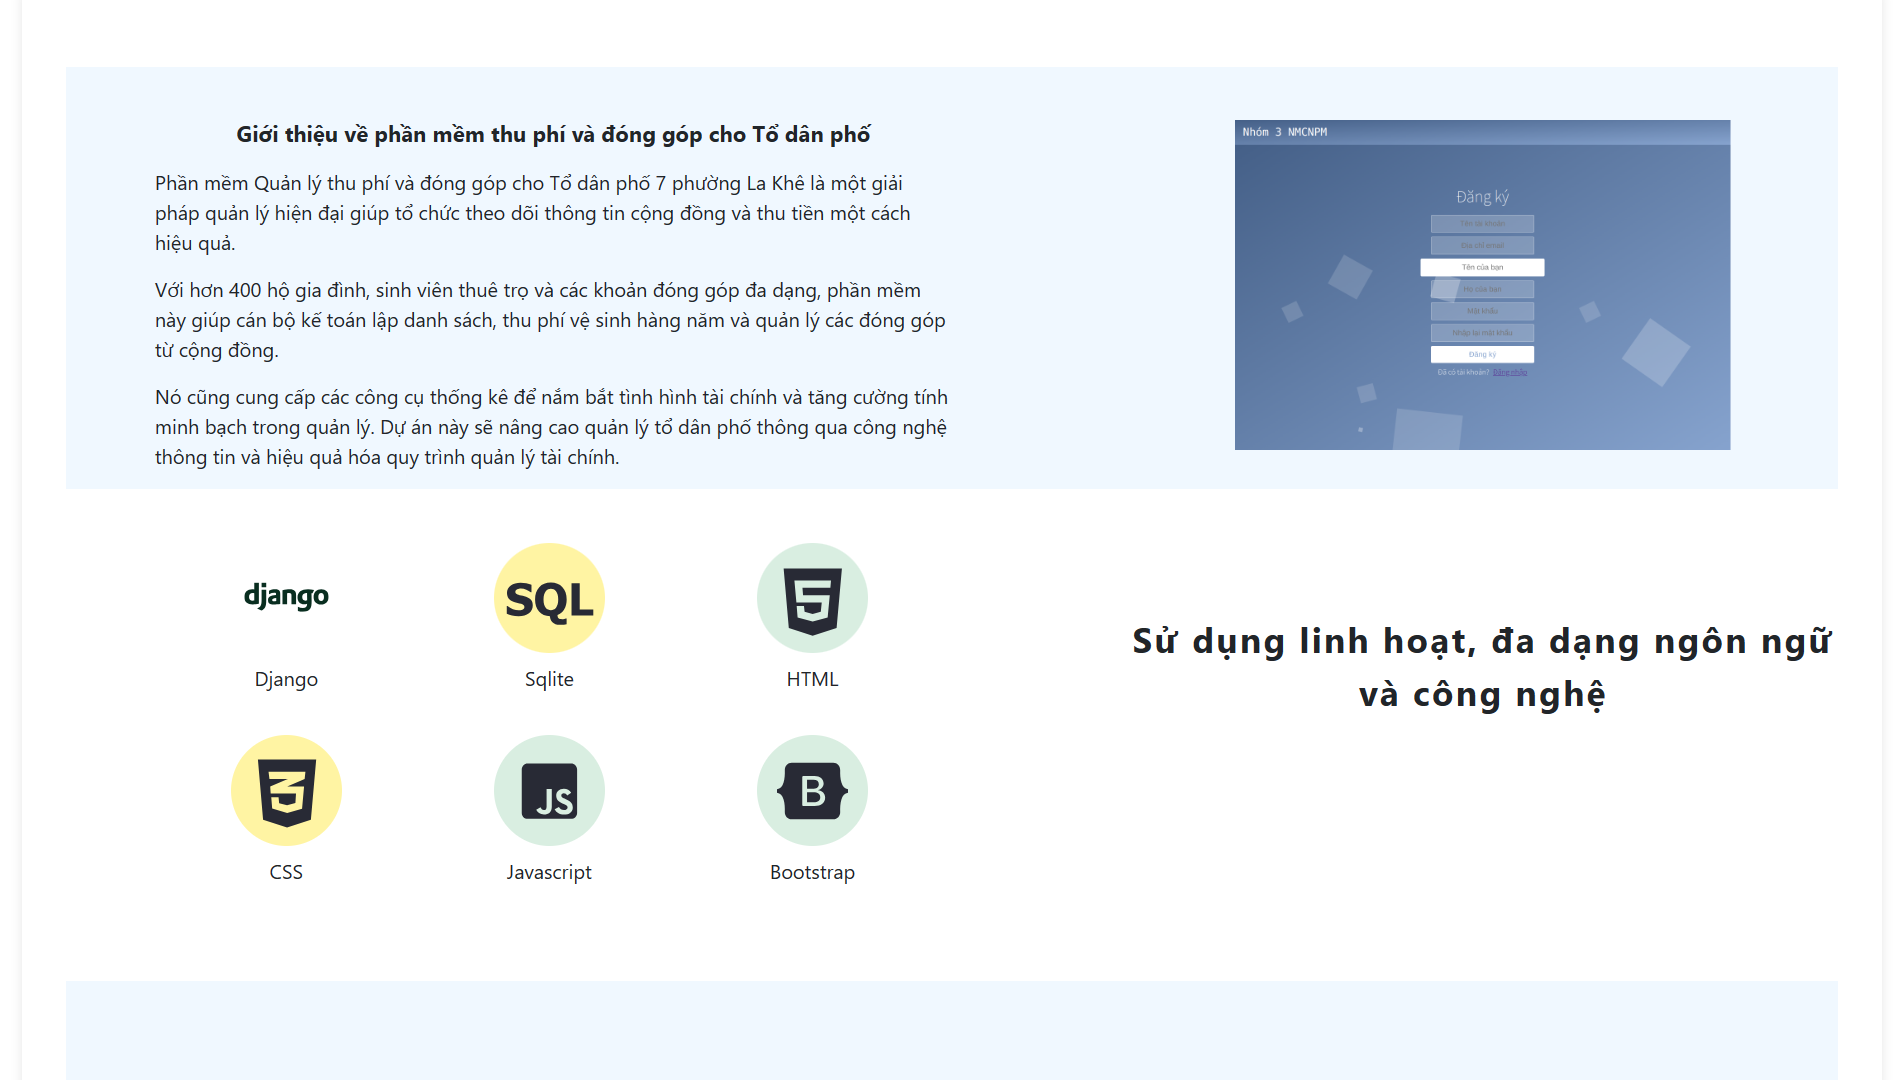 Giới thiệu về phần mềm thu phí và đóng góp cho Tổ dân phố
Phần mềm Quản lý thu phí và đóng góp cho Tổ dân phố 7 phường La Khê là một giải
pháp quản lý hiện đại giúp tổ chức theo dõi thông tin cộng đồng và thu tiền một cách
hiệu quả.
Với hơn 400 hộ gia đình, sinh viên thuê trọ và các khoản đóng góp đa dạng, phần mềm
này giúp cán bộ kế toán lập danh sách, thu phí vệ sinh hàng năm và quản lý các đóng góp
từ cộng đồng.
Nó cũng cung cấp các công cụ thống kê để nắm bắt tình hình tài chính và tăng cường tính
minh bạch trong quản lý. Dự án này sẽ nâng cao quản lý tổ dân phố thông qua công nghệ
thông tin và hiệu quả hóa quy trình quản lý tài chính.
Nhóm 3 NMCNPM
Đăng ký
Tên tài khoản
Địa chỉ email
Tên của bạn
Họ của bạn
Mật khẩu
Nhập lại mật khẩu
Đăng ký
Đã có tài khoản? Đăng nhập
django
SQL
5
Django
Sqlite
HTML
3
JS
B
CSS
Javascript
Bootstrap
Sử dụng linh hoạt, đa dạng ngôn ngữ
và công nghệ